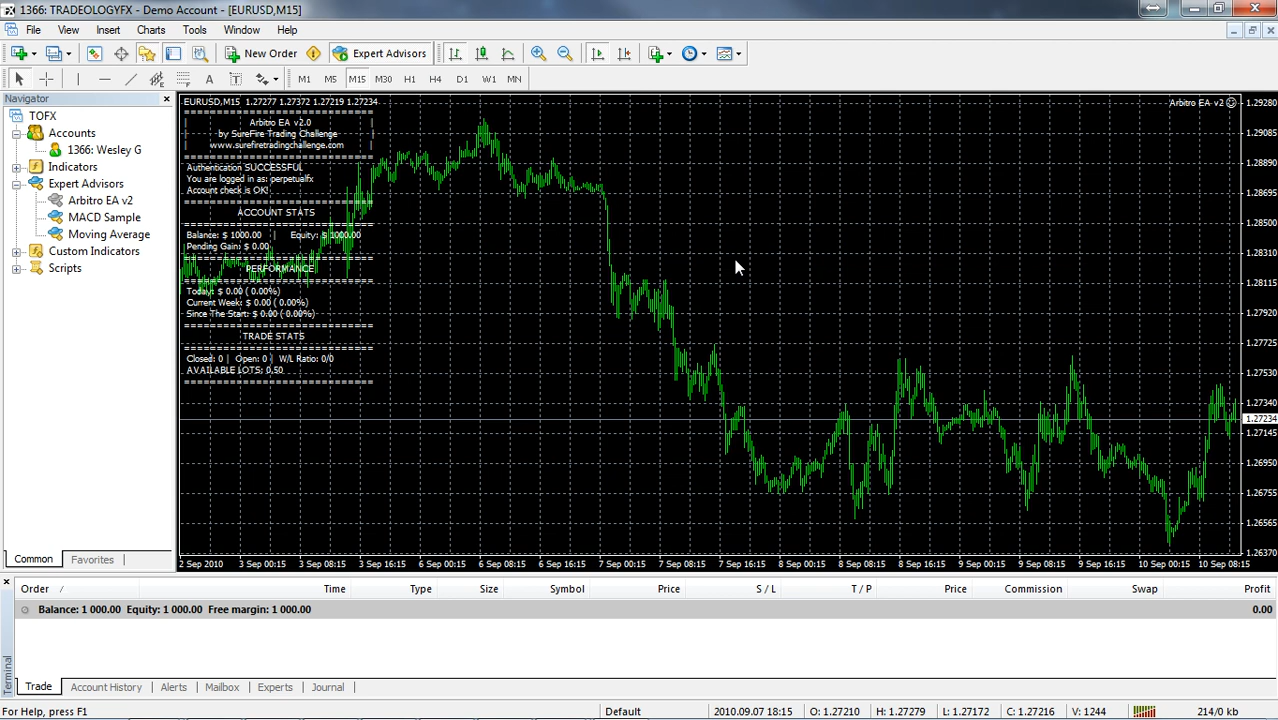 1366: TRADEOLOGYFX - Demo Account - [EURUSD,M15]
File View Insert Charts Tools Window Help
New Order Expert Advisors
A T M1 M5 M15 M30 H1 H4 D1 W1 MN
Navigator
TOFX
Accounts
1366: Wesley G
Indicators
Expert Advisors
Arbitro EA v2
MACD Sample
Moving Average
Custom Indicators
Scripts
Common Favorites
EURUSD,M15 1.27277 1.27372 1.27219 1.27234
Arbitro EA v2
Arbitro EA v2.0
by SureFire Trading Challenge
www.surefiretradingchallenge.com
Authentication SUCCESSFUL
You are logged in as: perpetualfx
Account check is OK!
ACCOUNT STATS
Balance: $ 1000.00 | Equity: $ 1000.00
Pending Gain: $ 0.00
PERFORMANCE
Today: $ 0.00 ( 0.00%)
Current Week: $ 0.00 ( 0.00%)
Since The Start: $ 0.00 ( 0.00%)
TRADE STATS
Closed: 0 | Open: 0 | W/L Ratio: 0/0
AVAILABLE LOTS: 0.50
1.29280
1.29085
1.28890
1.28695
1.28500
1.28310
1.28115
1.27920
1.27725
1.27530
1.27340
1.27234
1.27145
1.26950
1.26755
1.26565
1.26370
2 Sep 2010 3 Sep 00:15 3 Sep 08:15 3 Sep 16:15 6 Sep 00:15 6 Sep 08:15 6 Sep 16:15 7 Sep 00:15 7 Sep 08:15 7 Sep 16:15 8 Sep 00:15 8 Sep 08:15 8 Sep 16:15 9 Sep 00:15 9 Sep 08:15 9 Sep 16:15 10 Sep 00:15 10 Sep 08:15
Order / Time Type Size Symbol Price S / L T / P Price Commission Swap Profit
Balance: 1 000.00 Equity: 1 000.00 Free margin: 1 000.00 0.00
Terminal
Trade Account History Alerts Mailbox Experts Journal
For Help, press F1 Default 2010.09.07 18:15 O: 1.27210 H: 1.27279 L: 1.27172 C: 1.27216 V: 1244 214/0 kb